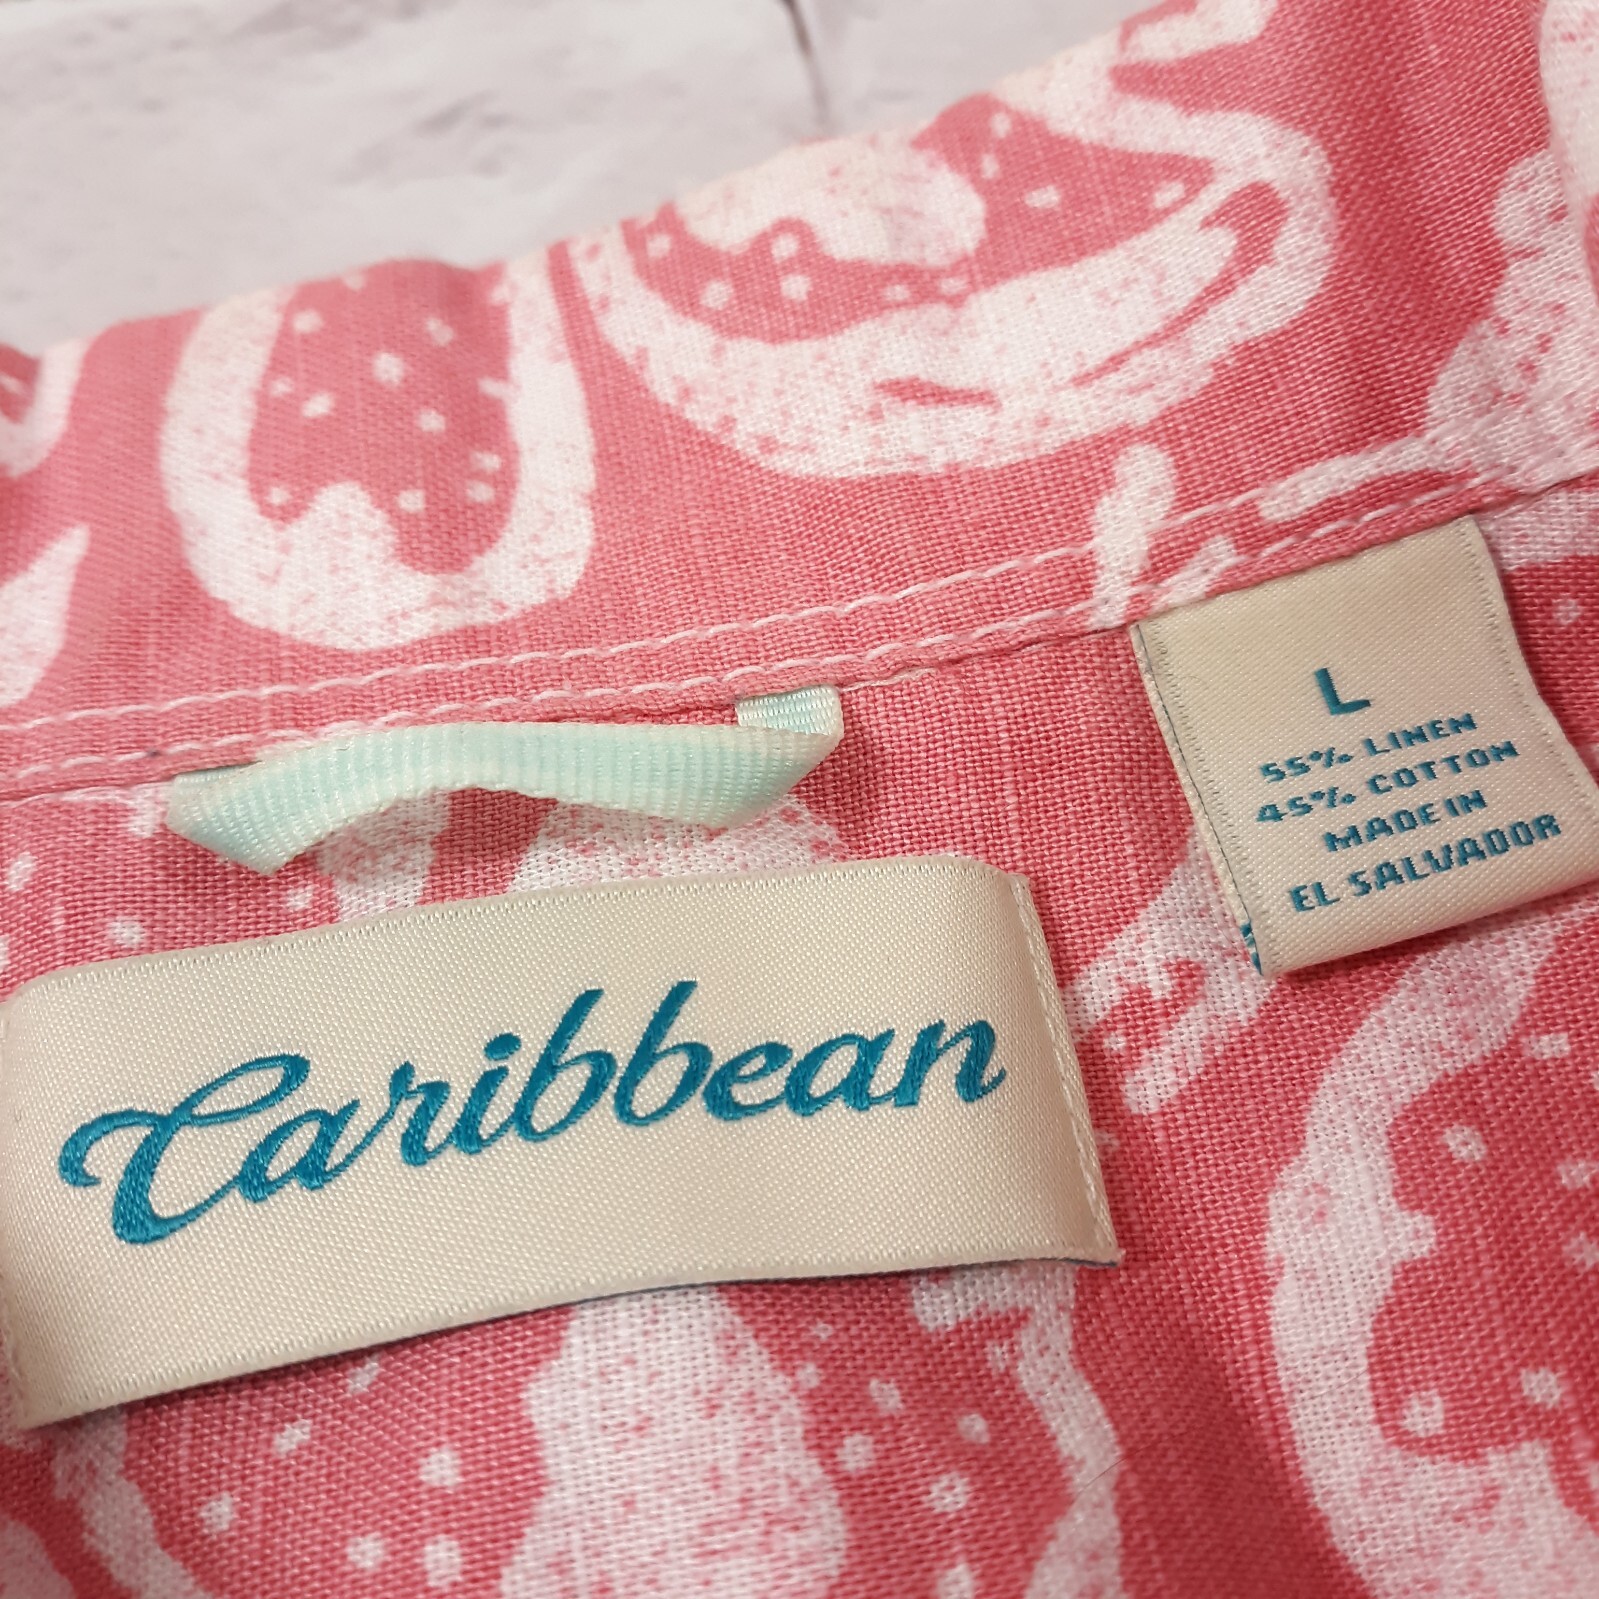 L
55% LINEN
45% COTTON
MADE IN
EL SALVADOR
Caribbean